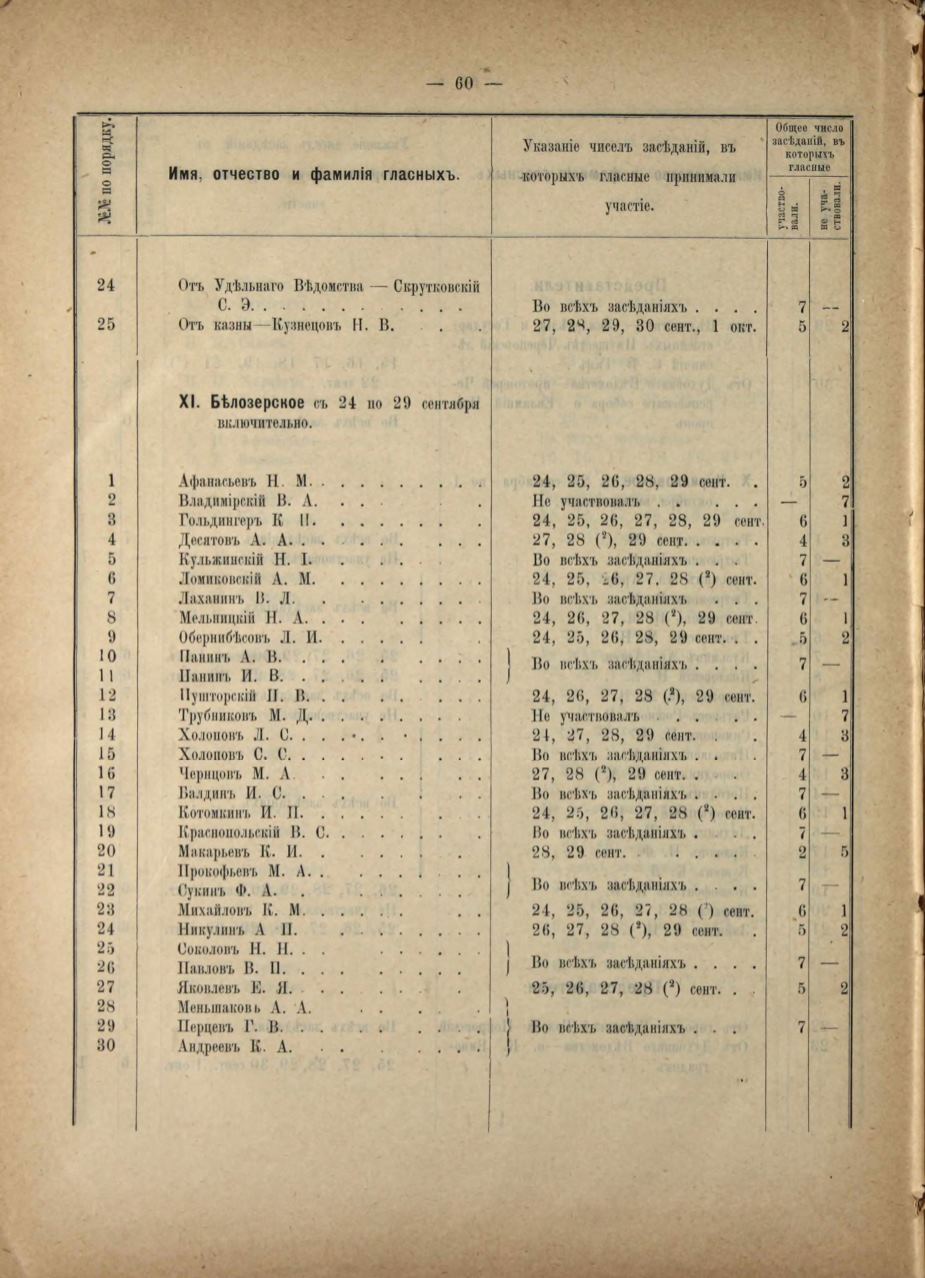 — 60 —
№№ по порядку.
Имя, отчество и фамилія гласныхъ.
Указаніе чиселъ засѣданій, въ
которыхъ гласные принимали
участіе.
Общее число
засѣданій, въ
которыхъ
гласные
участво-
вали.
не уча-
ствовали.
24 Отъ Удѣльнаго Вѣдомства — Скрутковскій
С. Э. . . . . . . . . . Во всѣхъ засѣданіяхъ . . . . 7 —
25 Отъ казны — Кузнецовъ Н. В. . . . 27, 28, 29, 30 сент., 1 окт. 5 2
XI. Бѣлозерское съ 24 по 29 сентября
включительно.
1 Афанасьевъ Н. М. . . . . . . . . . 24, 25, 26, 28, 29 сент. . 5 2
2 Владимірскій В. А. . . . . . Не участвовалъ . . . . . — 7
3 Гольдингеръ К. П. . . . . . . . . 24, 25, 26, 27, 28, 29 сент. 6 1
4 Десятовъ А. А. . . . . . . . . 27, 28 (²), 29 сент. . . . . 4 3
5 Кульжинскій Н. І. . . . . . Во всѣхъ засѣданіяхъ . . . 7 —
6 Ломиковскій А. М. . . . . . . . . 24, 25, 26, 27, 28 (²) сент. 6 1
7 Лаханинъ В. Л. . . . . . . . Во всѣхъ засѣданіяхъ . . . 7 —
8 Мельницкій Н. А. . . . . . . . . 24, 26, 27, 28 (²), 29 сент. 6 1
9 Обернибѣсовъ Л. И. . . . . . . . 24, 25, 26, 28, 29 сент. . . 5 2
10 Панинъ А. В. . . . . . . . . .
} Во всѣхъ засѣданіяхъ . . . . 7 —
11 Панинъ И. В. . . . . . . . . .
12 Пушторскій П. В. . . . . . . . . 24, 26, 27, 28 (²), 29 сент. 6 1
13 Трубниковъ М. Д. . . . . . . . . Не участвовалъ . . . . . — 7
14 Холоповъ Л. С. . . . . . . . . . 24, 27, 28, 29 сент. . . 4 3
15 Холоповъ С. С. . . . . . . . . Во всѣхъ засѣданіяхъ . . . 7 —
16 Чернцовъ М. А. . . . . . . . 27, 28 (²), 29 сент. . . . 4 3
17 Валдинъ И. С. . . . . . . . Во всѣхъ засѣданіяхъ . . . . 7 —
18 Котомкинъ И. П. . . . . . . . . 24, 25, 26, 27, 28 (²) сент. 6 1
19 Краснопольскій В. С. . . . . . . . Во всѣхъ засѣданіяхъ . . . . 7 —
20 Макарьевъ К. И. . . . . . . 28, 29 сент. . . . . . 2 5
21 Прокофьевъ М. А. . . . . . . .
} Во всѣхъ засѣданіяхъ . . . . 7 —
22 Сукинъ Ф. А. . . . . . . .
23 Михайловъ К. М. . . . . . . . . 24, 25, 26, 27, 28 (²) сент. 6 1
24 Никулинъ А. П. . . . . . . . . 26, 27, 28 (²), 29 сент. . 5 2
25 Соколовъ Н. Н. . . . . . . . .
} Во всѣхъ засѣданіяхъ . . . . 7 —
26 Павловъ В. П. . . . . . . . .
27 Яковлевъ Е. Я. . . . . . . . . 25, 26, 27, 28 (²) сент. . . 5 2
28 Меньшаковъ А. А. . . . . .
29 Перцевъ Г. В. . . . . . . . . } Во всѣхъ засѣданіяхъ . . . 7 —
30 Андреевъ К. А. . . . . . .